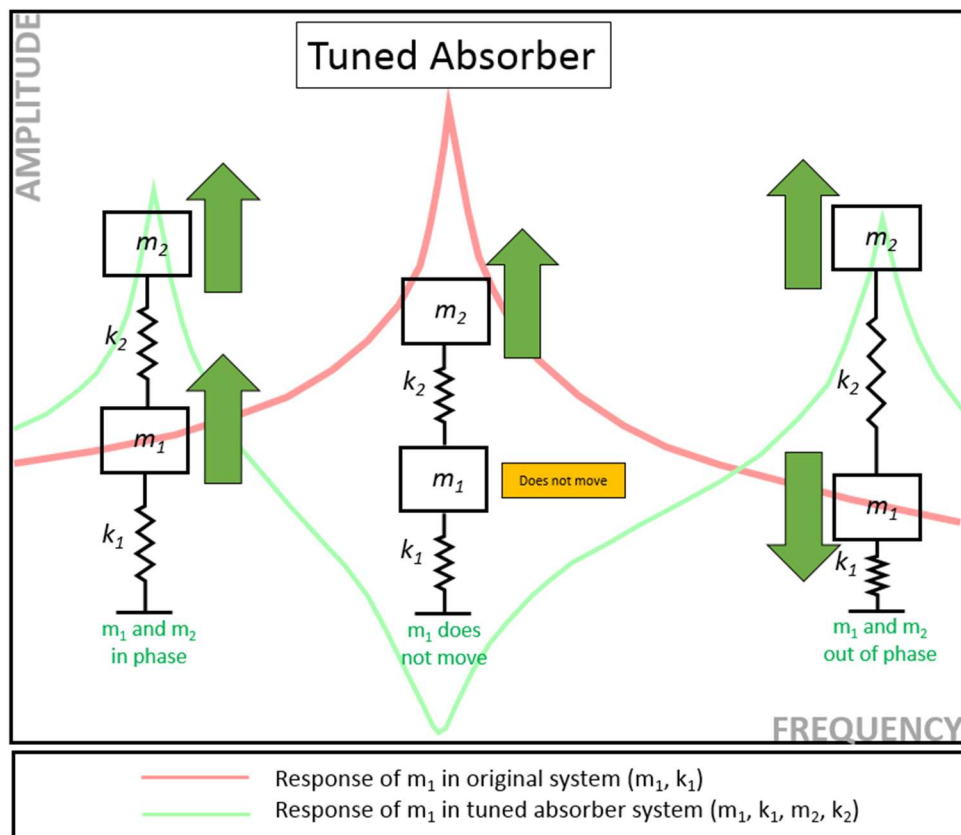 AMPLITUDE
Tuned Absorber
m₂
k₂
m₁
k₁
m₁ and m₂
in phase
m₂
k₂
m₁
Does not move
k₁
m₁ does
not move
m₂
k₂
m₁
k₁
m₁ and m₂
out of phase
FREQUENCY
Response of m₁ in original system (m₁, k₁)
Response of m₁ in tuned absorber system (m₁, k₁, m₂, k₂)